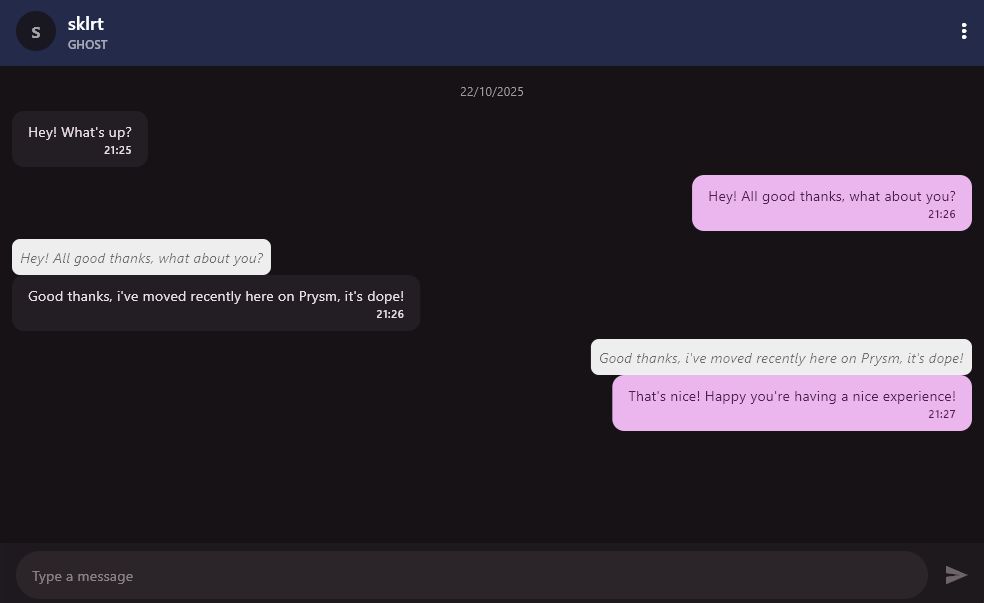 S
sklrt
GHOST
22/10/2025
Hey! What's up?
21:25
Hey! All good thanks, what about you?
21:26
Hey! All good thanks, what about you?
Good thanks, i've moved recently here on Prysm, it's dope!
21:26
Good thanks, i've moved recently here on Prysm, it's dope!
That's nice! Happy you're having a nice experience!
21:27
Type a message